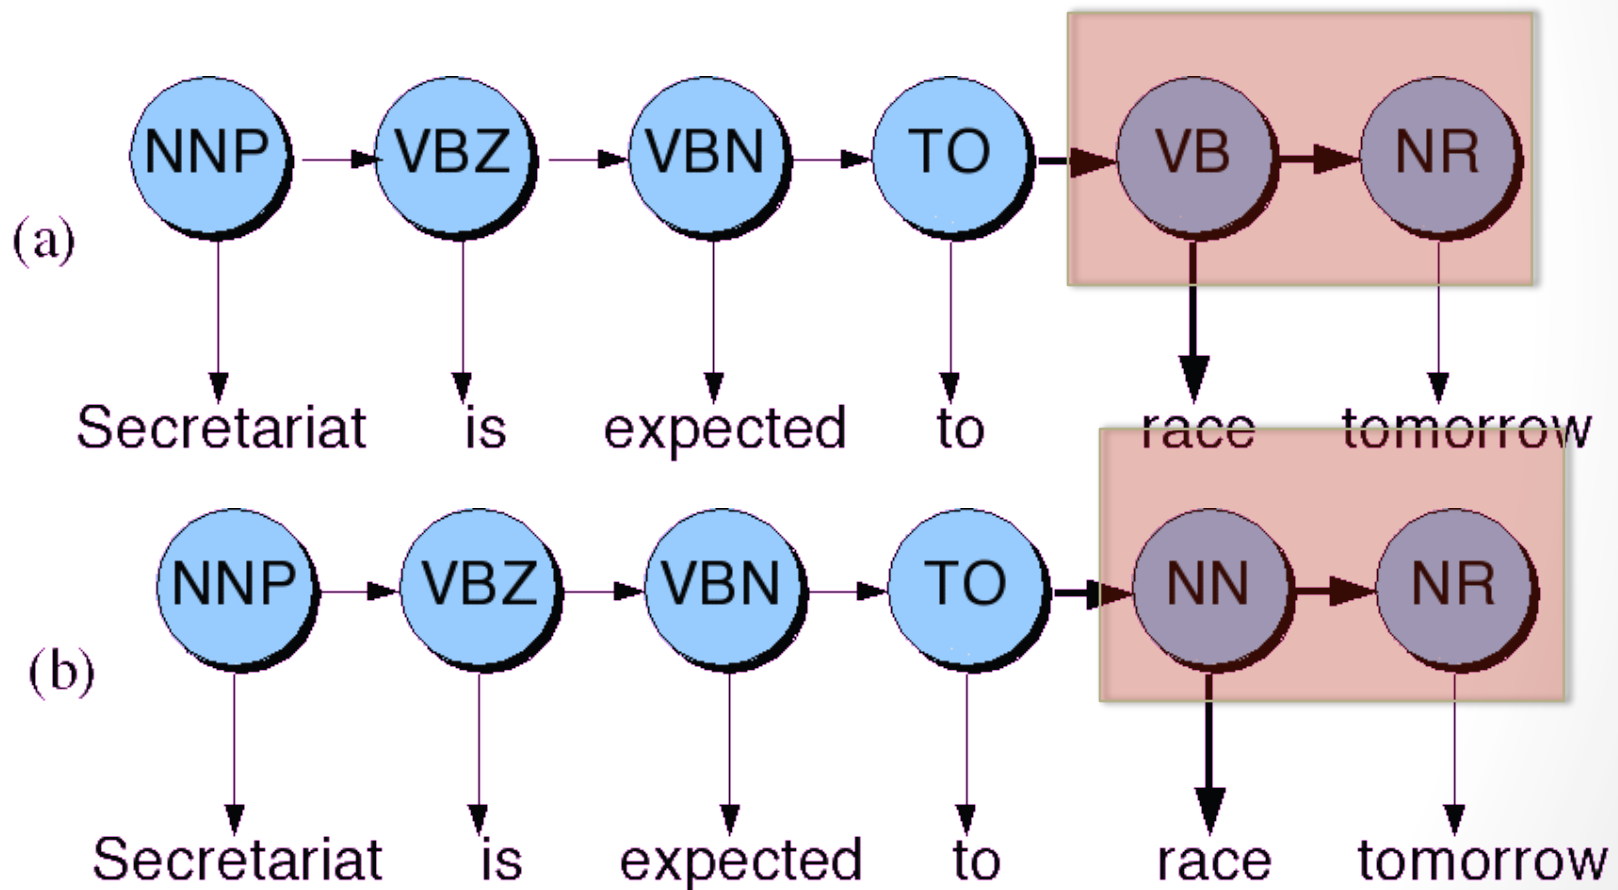 NNP VBZ VBN TO VB NR
(a)
Secretariat is expected to race tomorrow
NNP VBZ VBN TO NN NR
(b)
Secretariat is expected to race tomorrow